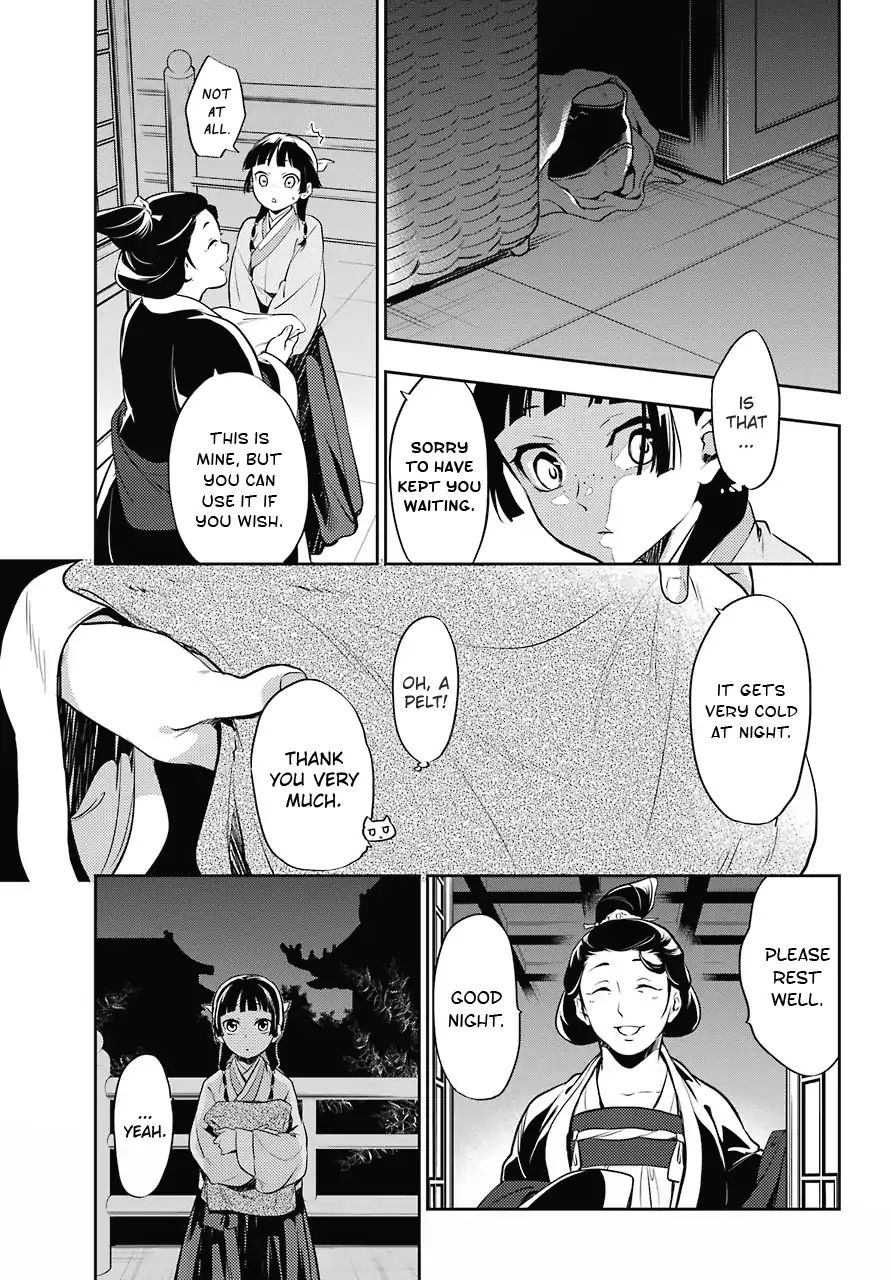 IS
THAT
...
SORRY
TO HAVE
KEPT YOU
WAITING.
NOT
AT
ALL.
THIS IS
MINE, BUT
YOU CAN
USE IT IF
YOU WISH.
IT GETS
VERY COLD
AT NIGHT.
OH, A
PELT!
THANK
YOU VERY
MUCH.
PLEASE
REST
WELL.
GOOD
NIGHT.
...
YEAH.